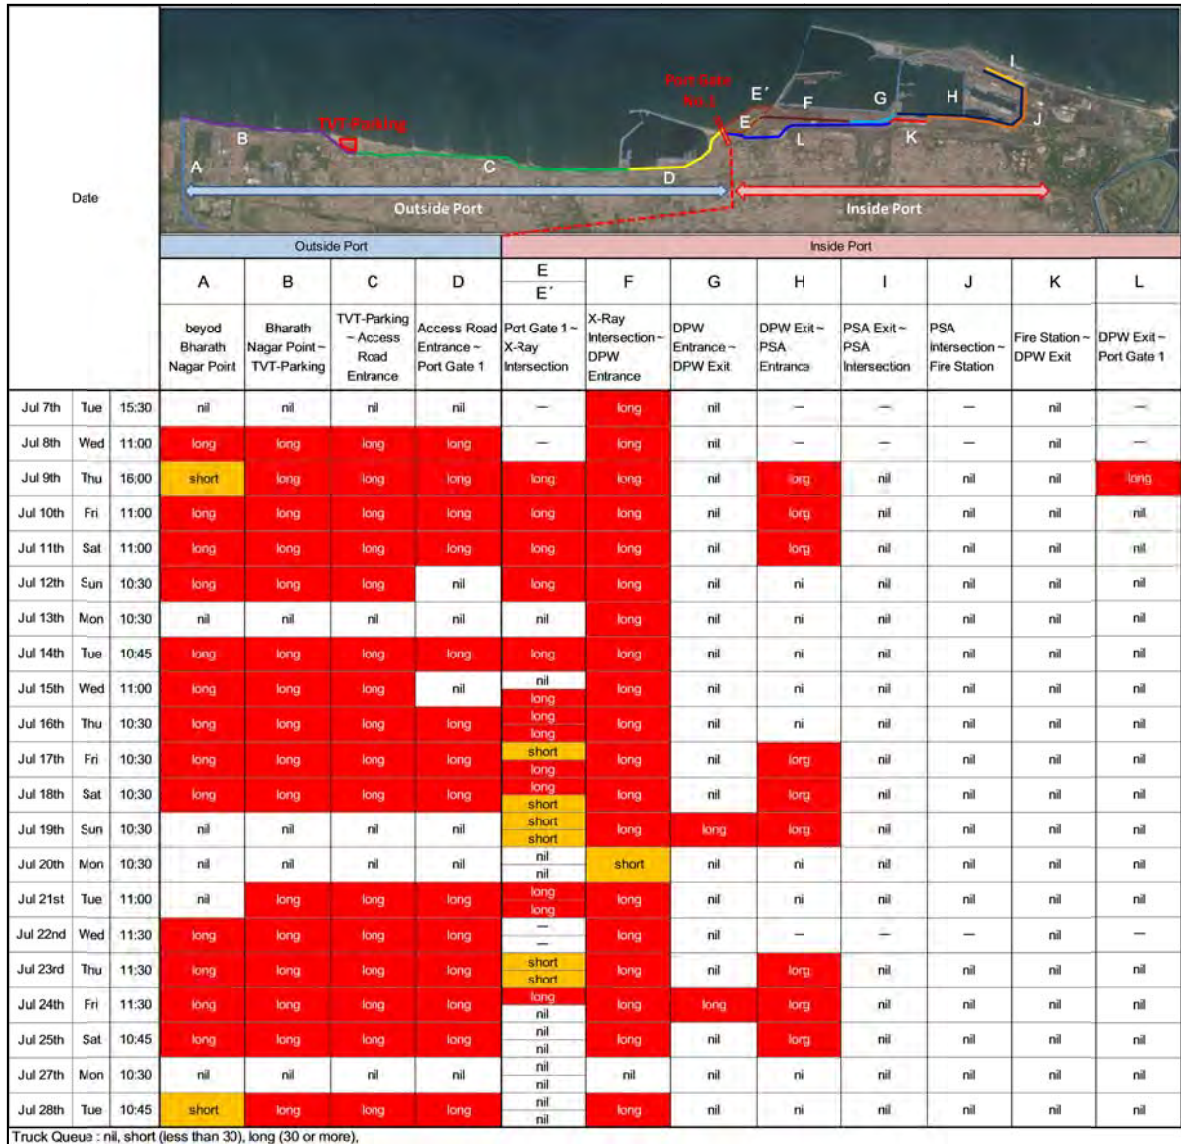 Date
TVT-Parking
Port Gate
No.1
A
B
C
D
E
E´
F
G
H
I
J
K
L
Outside Port
Inside Port
Outside Port
Inside Port
A B C D E F G H I J K L
E´
beyod Bharath Nagar Point
Bharath Nagar Point ~ TVT-Parking
TVT-Parking ~ Access Road Entrance
Access Road Entrance ~ Port Gate 1
Port Gate 1 ~ X-Ray Intersection
X-Ray Intersection ~ DPW Entrance
DPW Entrance ~ DPW Exit
DPW Exit ~ PSA Entrance
PSA Exit ~ PSA Intersection
PSA Intersection ~ Fire Station
Fire Station ~ DPW Exit
DPW Exit ~ Port Gate 1
Jul 7th Tue 15:30 nil nil nil nil — long nil — — — nil —
Jul 8th Wed 11:00 long long long long — long nil — — — nil —
Jul 9th Thu 16:00 short long long long long long nil lorg nil nil nil long
Jul 10th Fri 11:00 long long long long long long nil lorg nil nil nil nil
Jul 11th Sat 11:00 long long long long long long nil lorg nil nil nil nil
Jul 12th Sun 10:30 long long long nil long long nil ni nil nil nil nil
Jul 13th Mon 10:30 nil nil nil nil nil long nil ni nil nil nil nil
Jul 14th Tue 10:45 long long long long long long nil ni nil nil nil nil
Jul 15th Wed 11:00 long long long nil nil long long nil ni nil nil nil nil
Jul 16th Thu 10:30 long long long long long long long nil ni nil nil nil nil
Jul 17th Fri 10:30 long long long long short long long nil lorg nil nil nil nil
Jul 18th Sat 10:30 long long long long long short long nil lorg nil nil nil nil
Jul 19th Sun 10:30 nil nil nil nil short short long long lorg nil nil nil nil
Jul 20th Mon 10:30 nil nil nil nil nil nil short nil ni nil nil nil nil
Jul 21st Tue 11:00 nil long long long long long long nil ni nil nil nil nil
Jul 22nd Wed 11:30 long long long long — — long nil — — — nil —
Jul 23rd Thu 11:30 long long long long short short long nil lorg nil nil nil nil
Jul 24th Fri 11:30 long long long long long nil long long lorg nil nil nil nil
Jul 25th Sat 10:45 long long long long nil nil long nil lorg nil nil nil nil
Jul 27th Mon 10:30 nil nil nil nil nil nil nil nil ni nil nil nil nil
Jul 28th Tue 10:45 short long long long nil nil long nil ni nil nil nil nil
Truck Queue : nil, short (less than 30), long (30 or more),